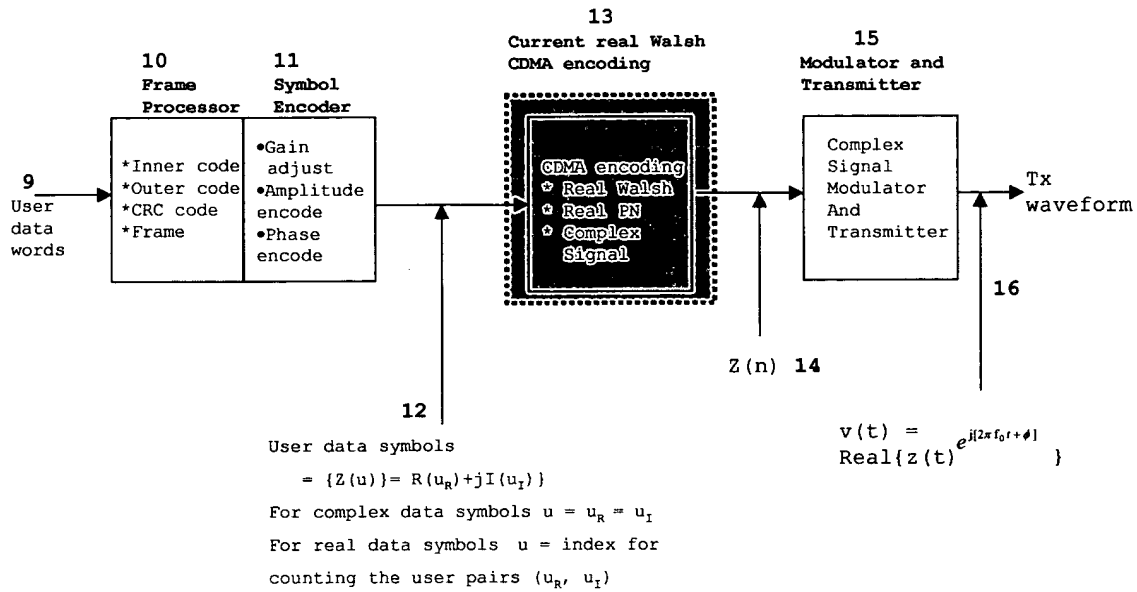 13
Current real Walsh
CDMA encoding
10
Frame
Processor
11
Symbol
Encoder
15
Modulator and
Transmitter
9
User
data
words
*Inner code
*Outer code
*CRC code
*Frame
•Gain
adjust
•Amplitude
encode
•Phase
encode
CDMA encoding
* Real Walsh
* Real PN
* Complex
Signal
Complex
Signal
Modulator
And
Transmitter
Tx
waveform
16
Z(n) 14
12
User data symbols
= {Z(u)}= R(u_R)+jI(u_I)}
For complex data symbols u = u_R = u_I
For real data symbols u = index for
counting the user pairs (u_R, u_I)
v(t) =
Real{z(t) e^{j[2πf_0t+ϕ]} }